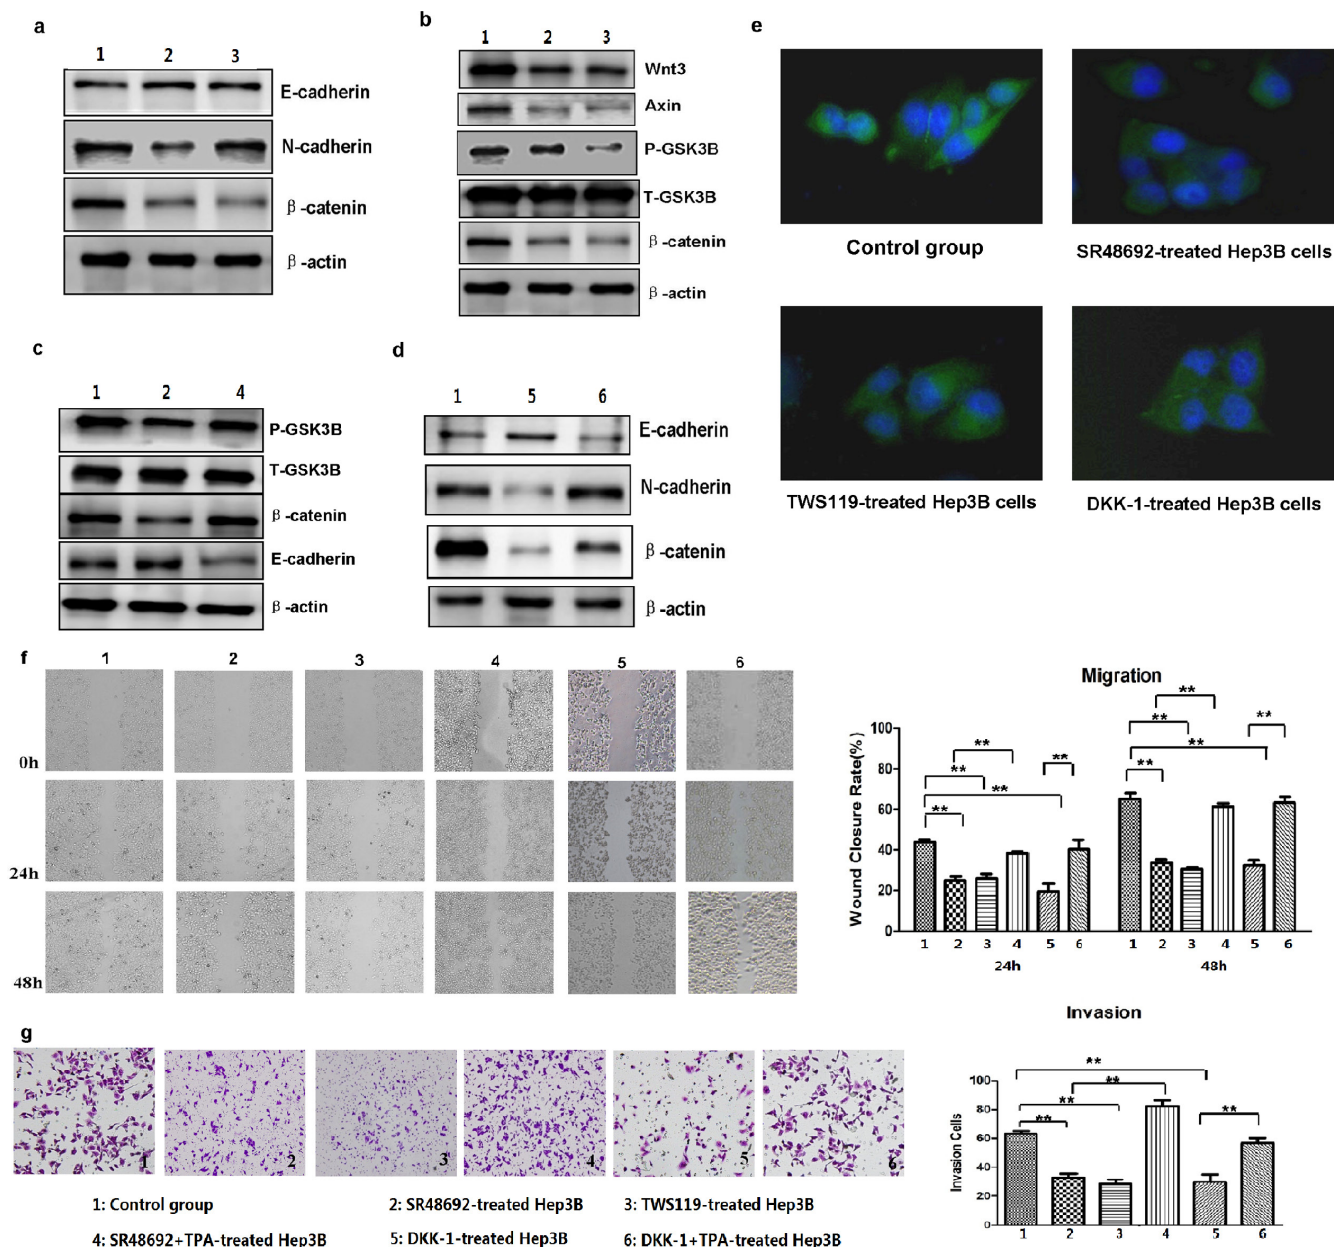 a
1 2 3
E-cadherin
N-cadherin
β-catenin
β-actin
b
1 2 3
Wnt3
Axin
P-GSK3B
T-GSK3B
β-catenin
β-actin
c
1 2 4
P-GSK3B
T-GSK3B
β-catenin
E-cadherin
β-actin
d
1 5 6
E-cadherin
N-cadherin
β-catenin
β-actin
e
Control group
SR48692-treated Hep3B cells
TWS119-treated Hep3B cells
DKK-1-treated Hep3B cells
f
1 2 3 4 5 6
0h
24h
48h
Migration
Wound Closure Rate(%)
100
80
60
40
20
0
** ** ** ** **
** ** ** ** **
1 2 3 4 5 6 1 2 3 4 5 6
24h 48h
g
1 2 3 4 5 6
Invasion
Invasion Cells
100
80
60
40
20
0
** ** ** ** **
1 2 3 4 5 6
1: Control group 2: SR48692-treated Hep3B 3: TWS119-treated Hep3B
4: SR48692+TPA-treated Hep3B 5: DKK-1-treated Hep3B 6: DKK-1+TPA-treated Hep3B